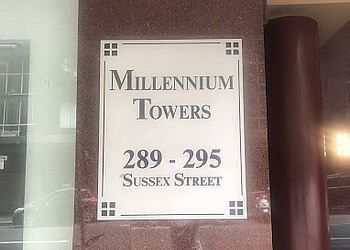 MILLENNIUM
TOWERS
289 - 295
SUSSEX STREET